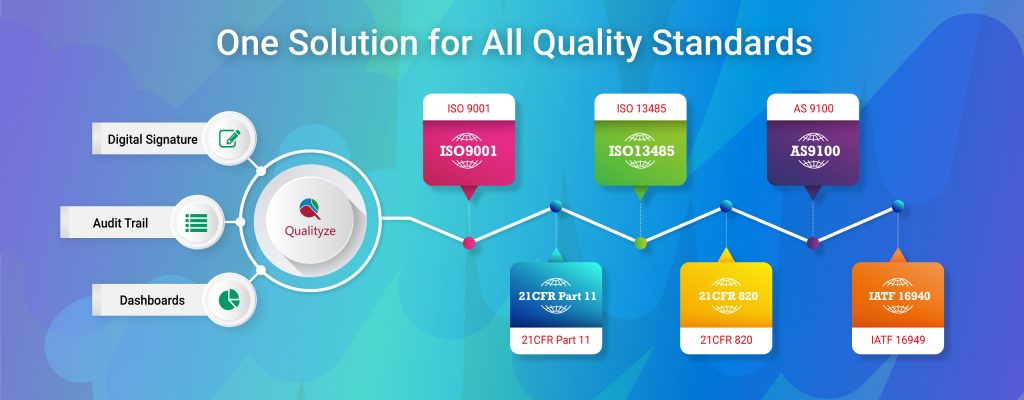 One Solution for All Quality Standards
Digital Signature
Audit Trail
Dashboards
Qualityze
ISO 9001
ISO9001
21CFR Part 11
21CFR Part 11
ISO 13485
ISO13485
21CFR 820
21CFR 820
AS 9100
AS9100
IATF 16940
IATF 16949